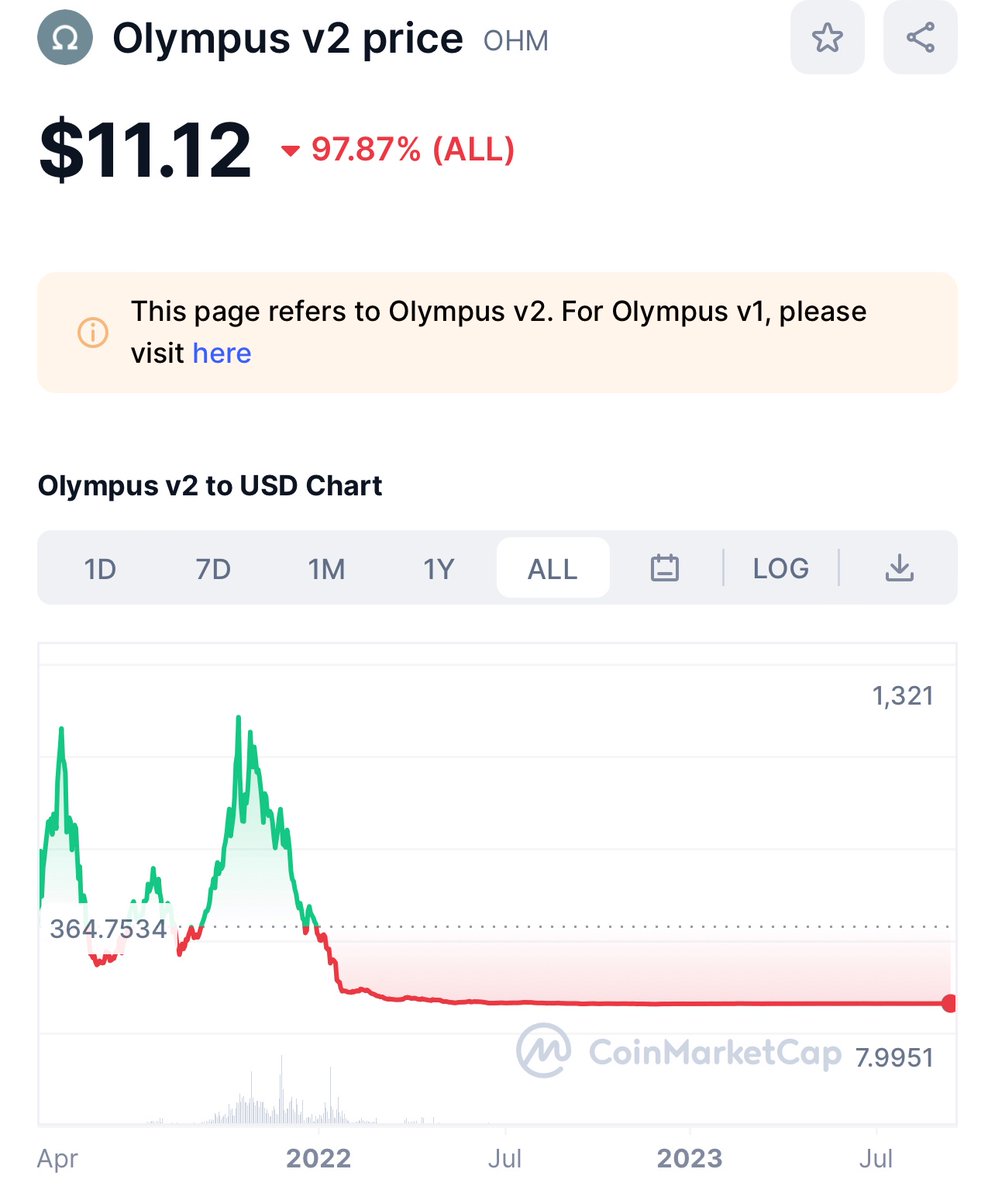 Olympus v2 price OHM
$11.12 97.87% (ALL)
This page refers to Olympus v2. For Olympus v1, please
visit here
Olympus v2 to USD Chart
1D 7D 1M 1Y ALL LOG
1,321
364.7534
CoinMarketCap 7.9951
Apr 2022 Jul 2023 Jul